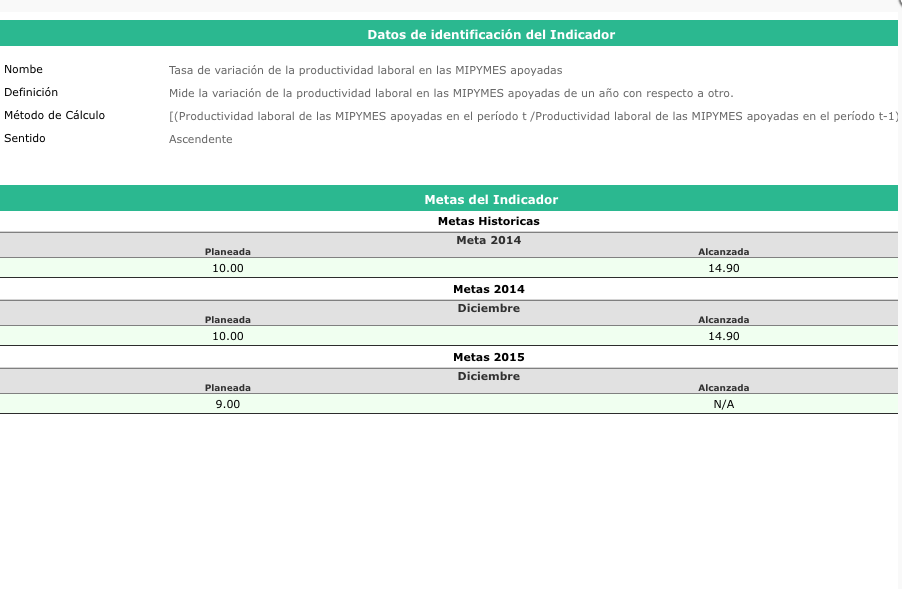 Datos de identificación del Indicador
Nombe Tasa de variación de la productividad laboral en las MIPYMES apoyadas
Definición Mide la variación de la productividad laboral en las MIPYMES apoyadas de un año con respecto a otro.
Método de Cálculo [(Productividad laboral de las MIPYMES apoyadas en el período t /Productividad laboral de las MIPYMES apoyadas en el período t-1)
Sentido Ascendente
Metas del Indicador
Metas Historicas
Meta 2014
Planeada Alcanzada
10.00 14.90
Metas 2014
Diciembre
Planeada Alcanzada
10.00 14.90
Metas 2015
Diciembre
Planeada Alcanzada
9.00 N/A